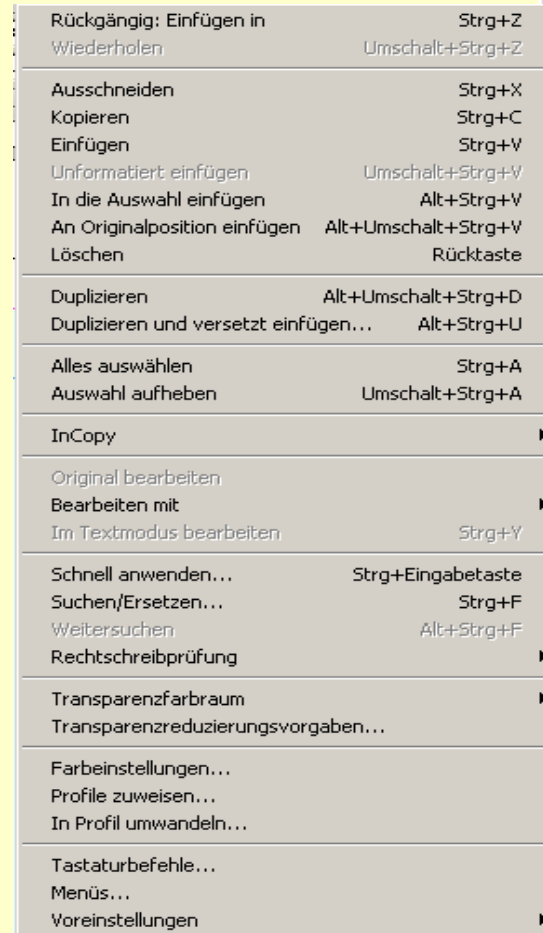 Rückgängig: Einfügen in Strg+Z
Wiederholen Umschalt+Strg+Z
Ausschneiden Strg+X
Kopieren Strg+C
Einfügen Strg+V
Unformatiert einfügen Umschalt+Strg+V
In die Auswahl einfügen Alt+Strg+V
An Originalposition einfügen Alt+Umschalt+Strg+V
Löschen Rücktaste
Duplizieren Alt+Umschalt+Strg+D
Duplizieren und versetzt einfügen... Alt+Strg+U
Alles auswählen Strg+A
Auswahl aufheben Umschalt+Strg+A
InCopy
Original bearbeiten
Bearbeiten mit
Im Textmodus bearbeiten Strg+Y
Schnell anwenden... Strg+Eingabetaste
Suchen/Ersetzen... Strg+F
Weitersuchen Alt+Strg+F
Rechtschreibprüfung
Transparenzfarbraum
Transparenzreduzierungsvorgaben...
Farbeinstellungen...
Profile zuweisen...
In Profil umwandeln...
Tastaturbefehle...
Menüs...
Voreinstellungen